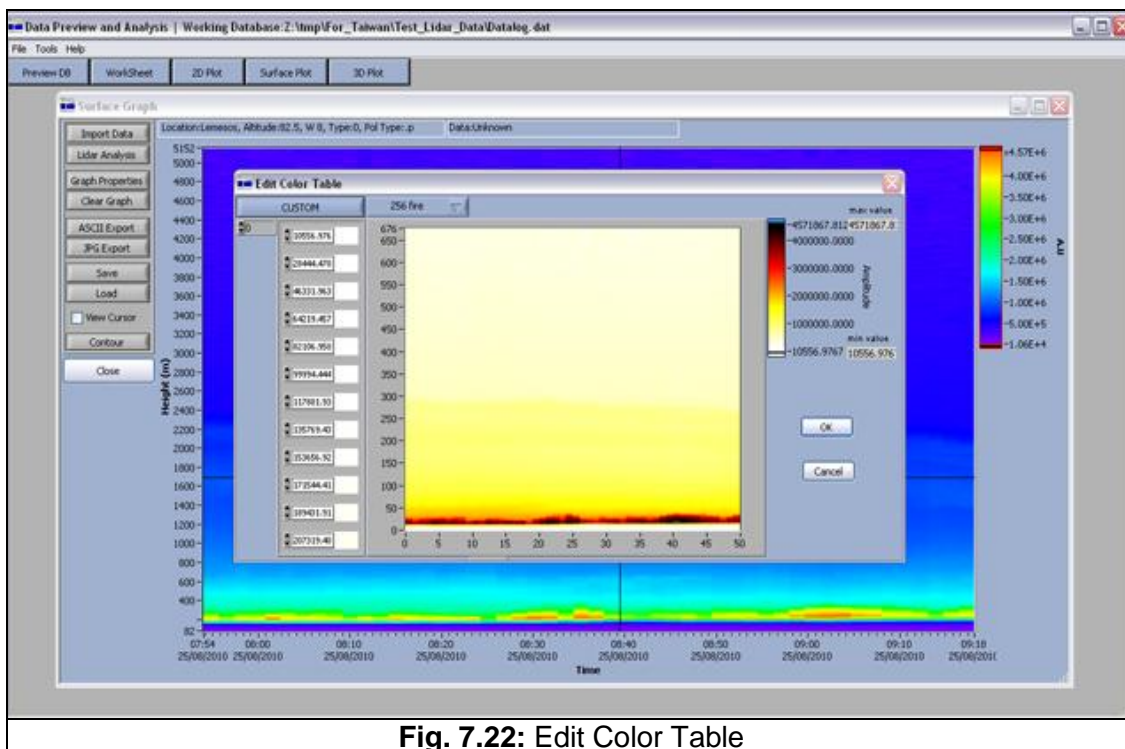 Data Preview and Analysis | Working Database:Z:\tmp\For_Taiwan\Test_Lidar_Data\Datalog.dat
File Tools Help
Preview DB WorkSheet 2D Plot Surface Plot 3D Plot
Surface Graph
Import Data
Lidar Analysis
Graph Properties
Clear Graph
ASCII Export
JPG Export
Save
Load
View Cursor
Contour
Close
Location:Lemesos, Altitude:82.5, W 0, Type:0, Pol Type:.p Data:Unknown
5152
5000
4800
4600
4400
4200
4000
3800
3600
3400
3200
3000
2800
2600
2400
2200
2000
1800
1600
1400
1200
1000
800
600
400
82
Height (m)
Edit Color Table
CUSTOM 256 fire
0
10556.976
28444.470
46331.963
64219.457
82106.950
99994.444
117881.93
135769.43
153656.92
171544.41
189431.91
207319.40
676
650
600
550
500
450
400
350
300
250
200
150
100
50
0
0 5 10 15 20 25 30 35 40 45 50
max value
4571867.812 4571867.8
4000000.0000
3000000.0000
2000000.0000
1000000.0000
Amplitude
min value
10556.9767 10556.976
OK
Cancel
4.57E+6
4.00E+6
3.50E+6
3.00E+6
2.50E+6
2.00E+6
1.50E+6
1.00E+6
5.00E+5
1.06E+4
A.U
07:54 08:00 08:10 08:20 08:30 08:40 08:50 09:00 09:10 09:18
25/08/2010 25/08/2010 25/08/2010 25/08/2010 25/08/2010 25/08/2010 25/08/2010 25/08/2010 25/08/2010 25/08/201
Time
Fig. 7.22: Edit Color Table